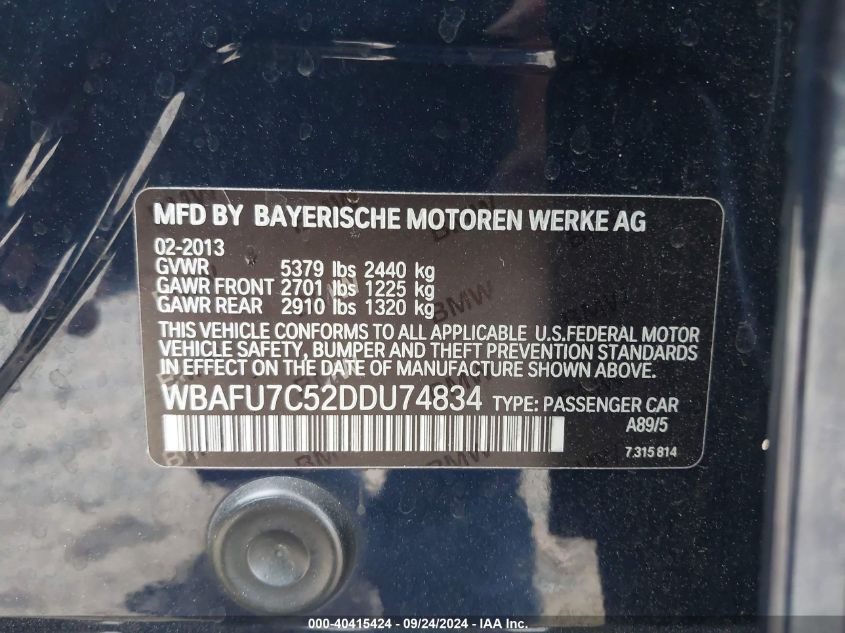 MFD BY BAYERISCHE MOTOREN WERKE AG
02-2013
GVWR 5379 lbs 2440 kg
GAWR FRONT 2701 lbs 1225 kg
GAWR REAR 2910 lbs 1320 kg
THIS VEHICLE CONFORMS TO ALL APPLICABLE U.S.FEDERAL MOTOR
VEHICLE SAFETY, BUMPER AND THEFT PREVENTION STANDARDS
IN EFFECT ON THE DATE OF MANUFACTURE SHOWN ABOVE.
WBAFU7C52DDU74834 TYPE: PASSENGER CAR
A89/5
7.315 814
000-40415424 - 09/24/2024 - IAA Inc.